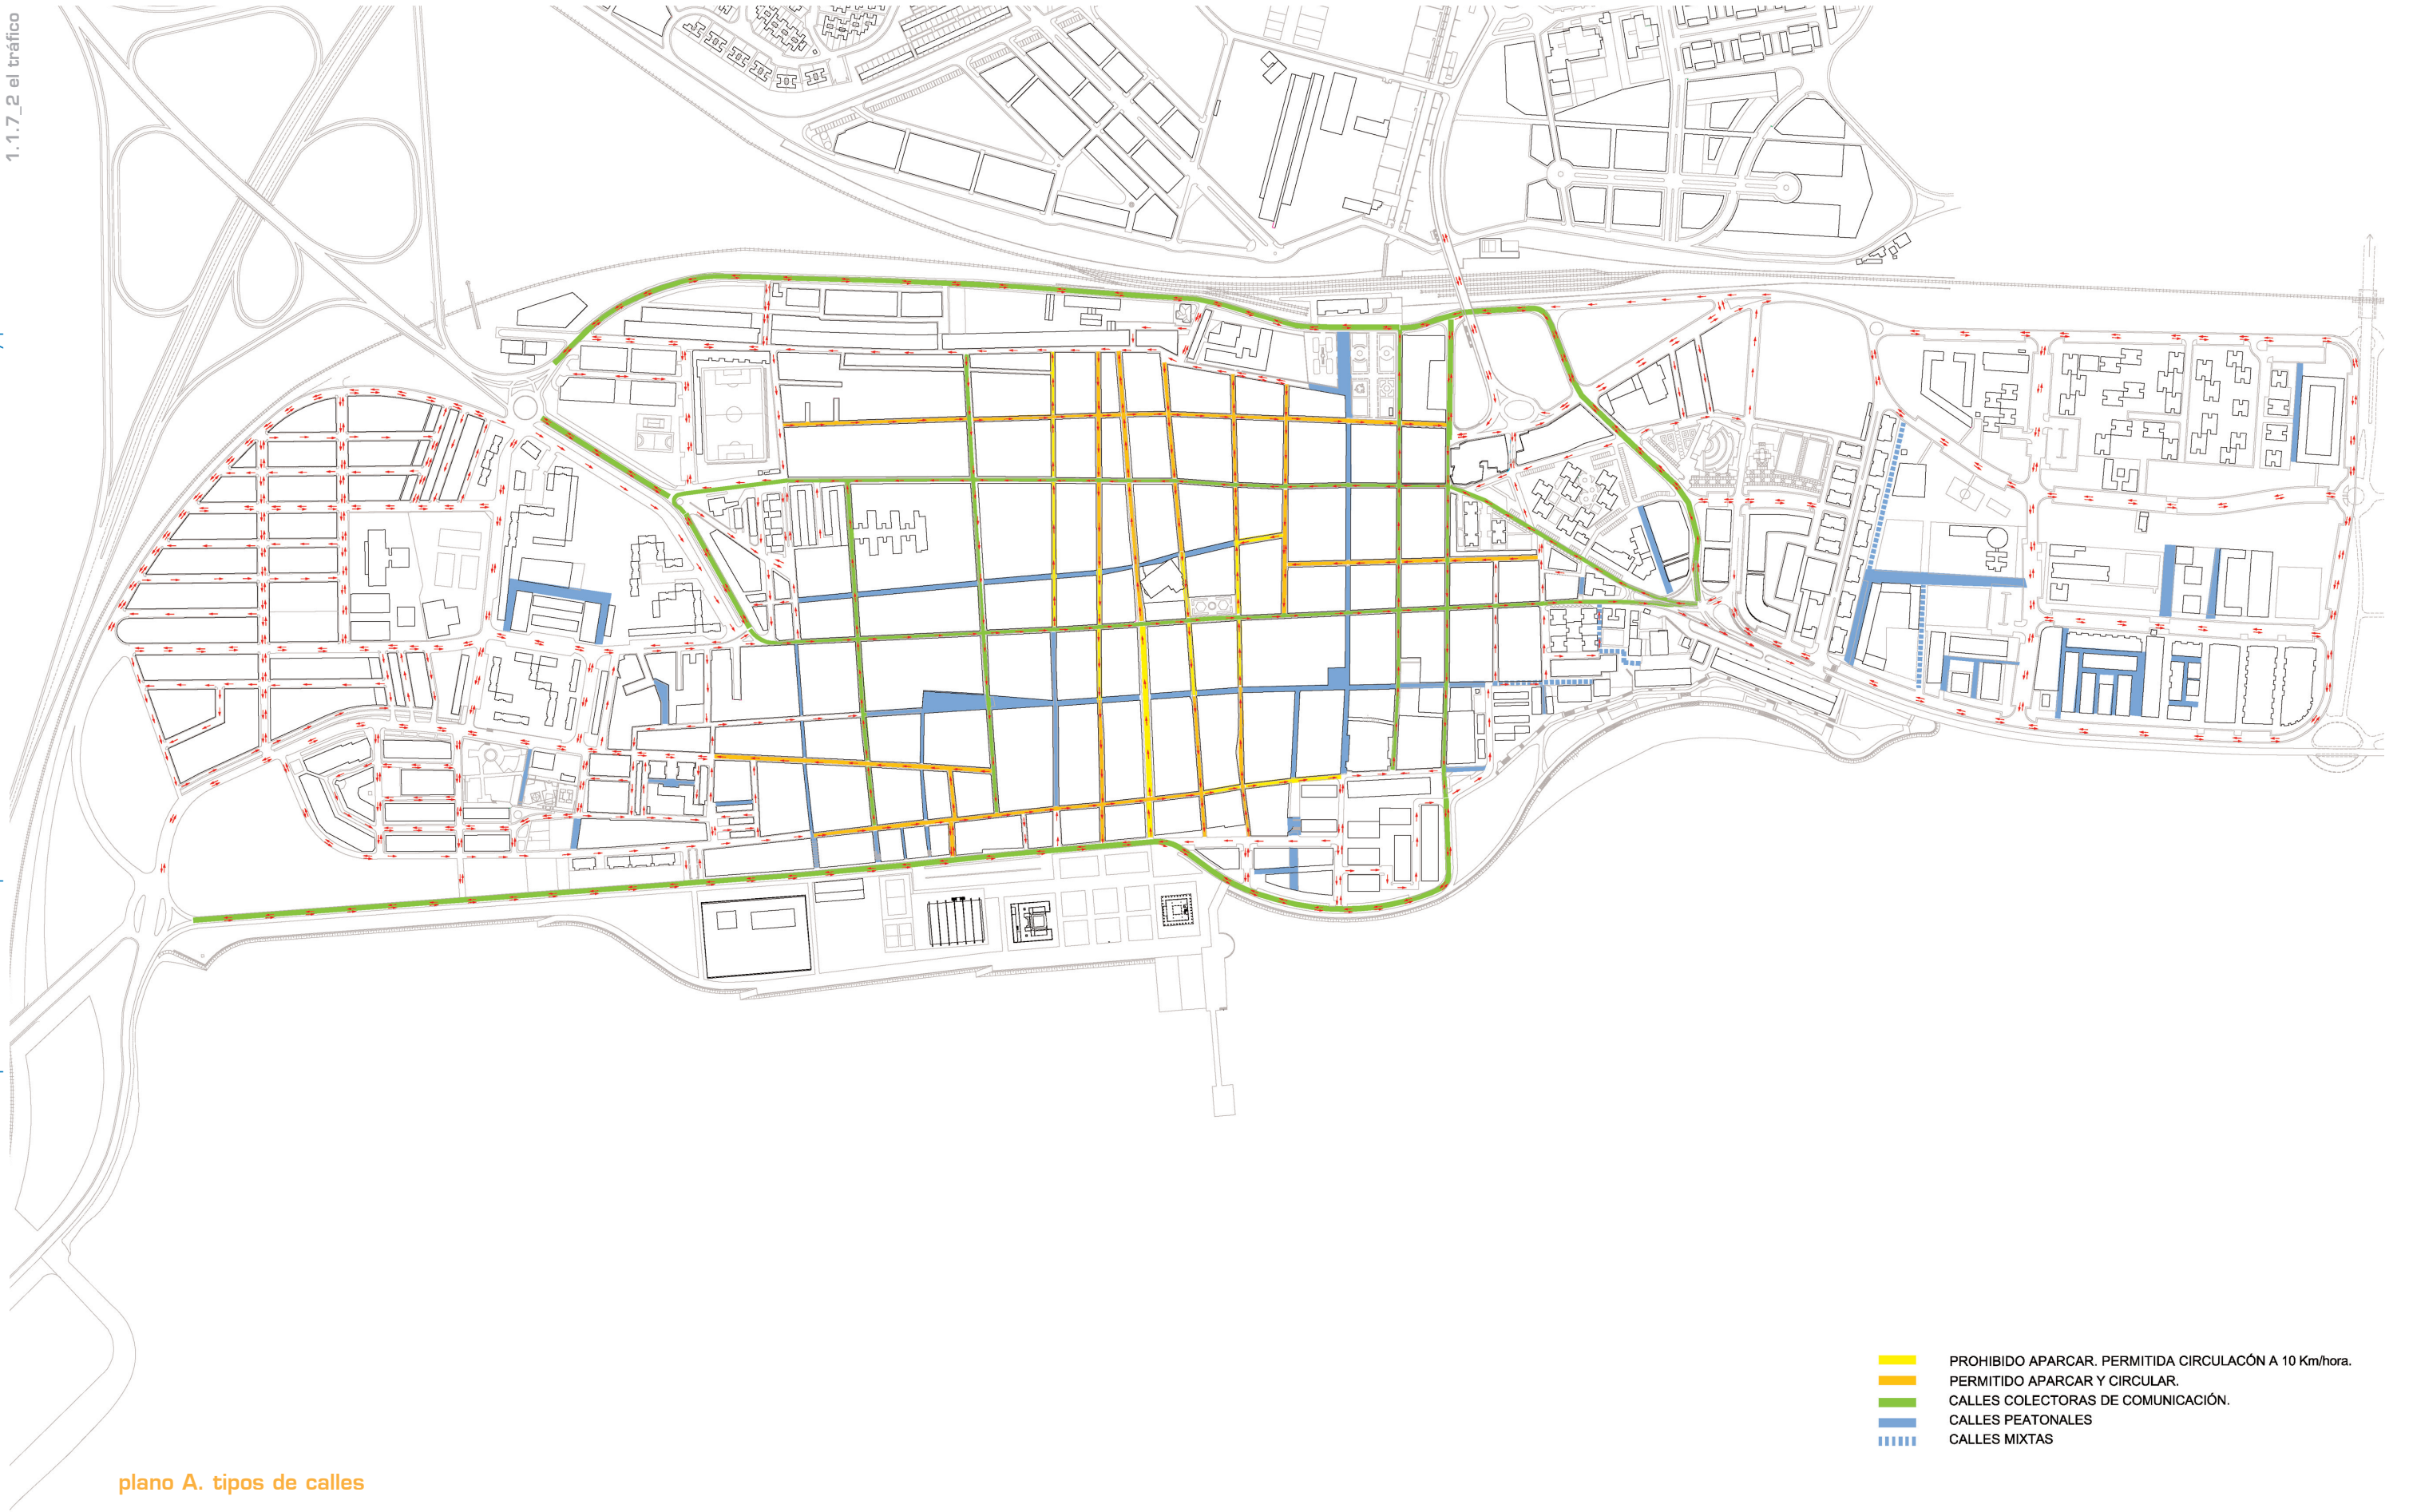 1.1.7_2 el tráfico
PROHIBIDO APARCAR. PERMITIDA CIRCULACÓN A 10 Km/hora.
PERMITIDO APARCAR Y CIRCULAR.
CALLES COLECTORAS DE COMUNICACIÓN.
CALLES PEATONALES
CALLES MIXTAS
plano A. tipos de calles